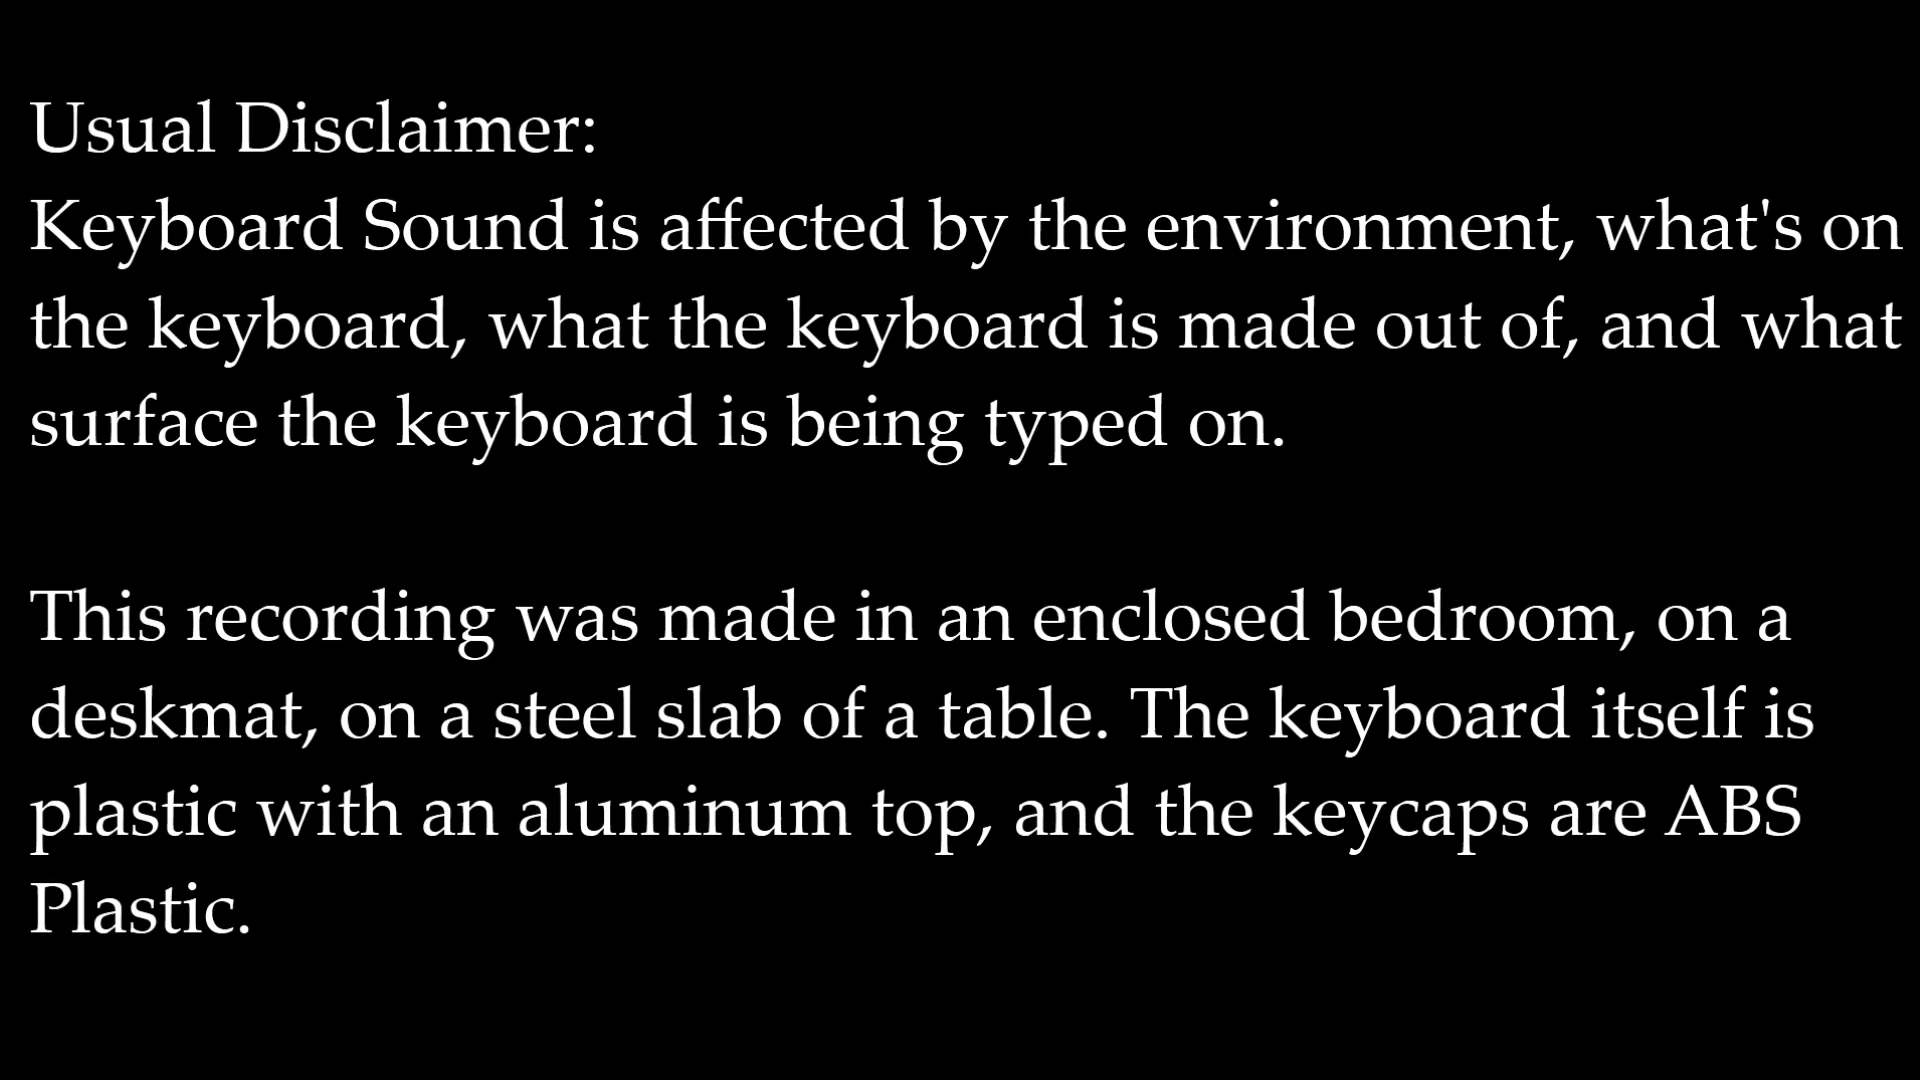 Usual Disclaimer:
Keyboard Sound is affected by the environment, what's on
the keyboard, what the keyboard is made out of, and what
surface the keyboard is being typed on.
This recording was made in an enclosed bedroom, on a
deskmat, on a steel slab of a table. The keyboard itself is
plastic with an aluminum top, and the keycaps are ABS
Plastic.